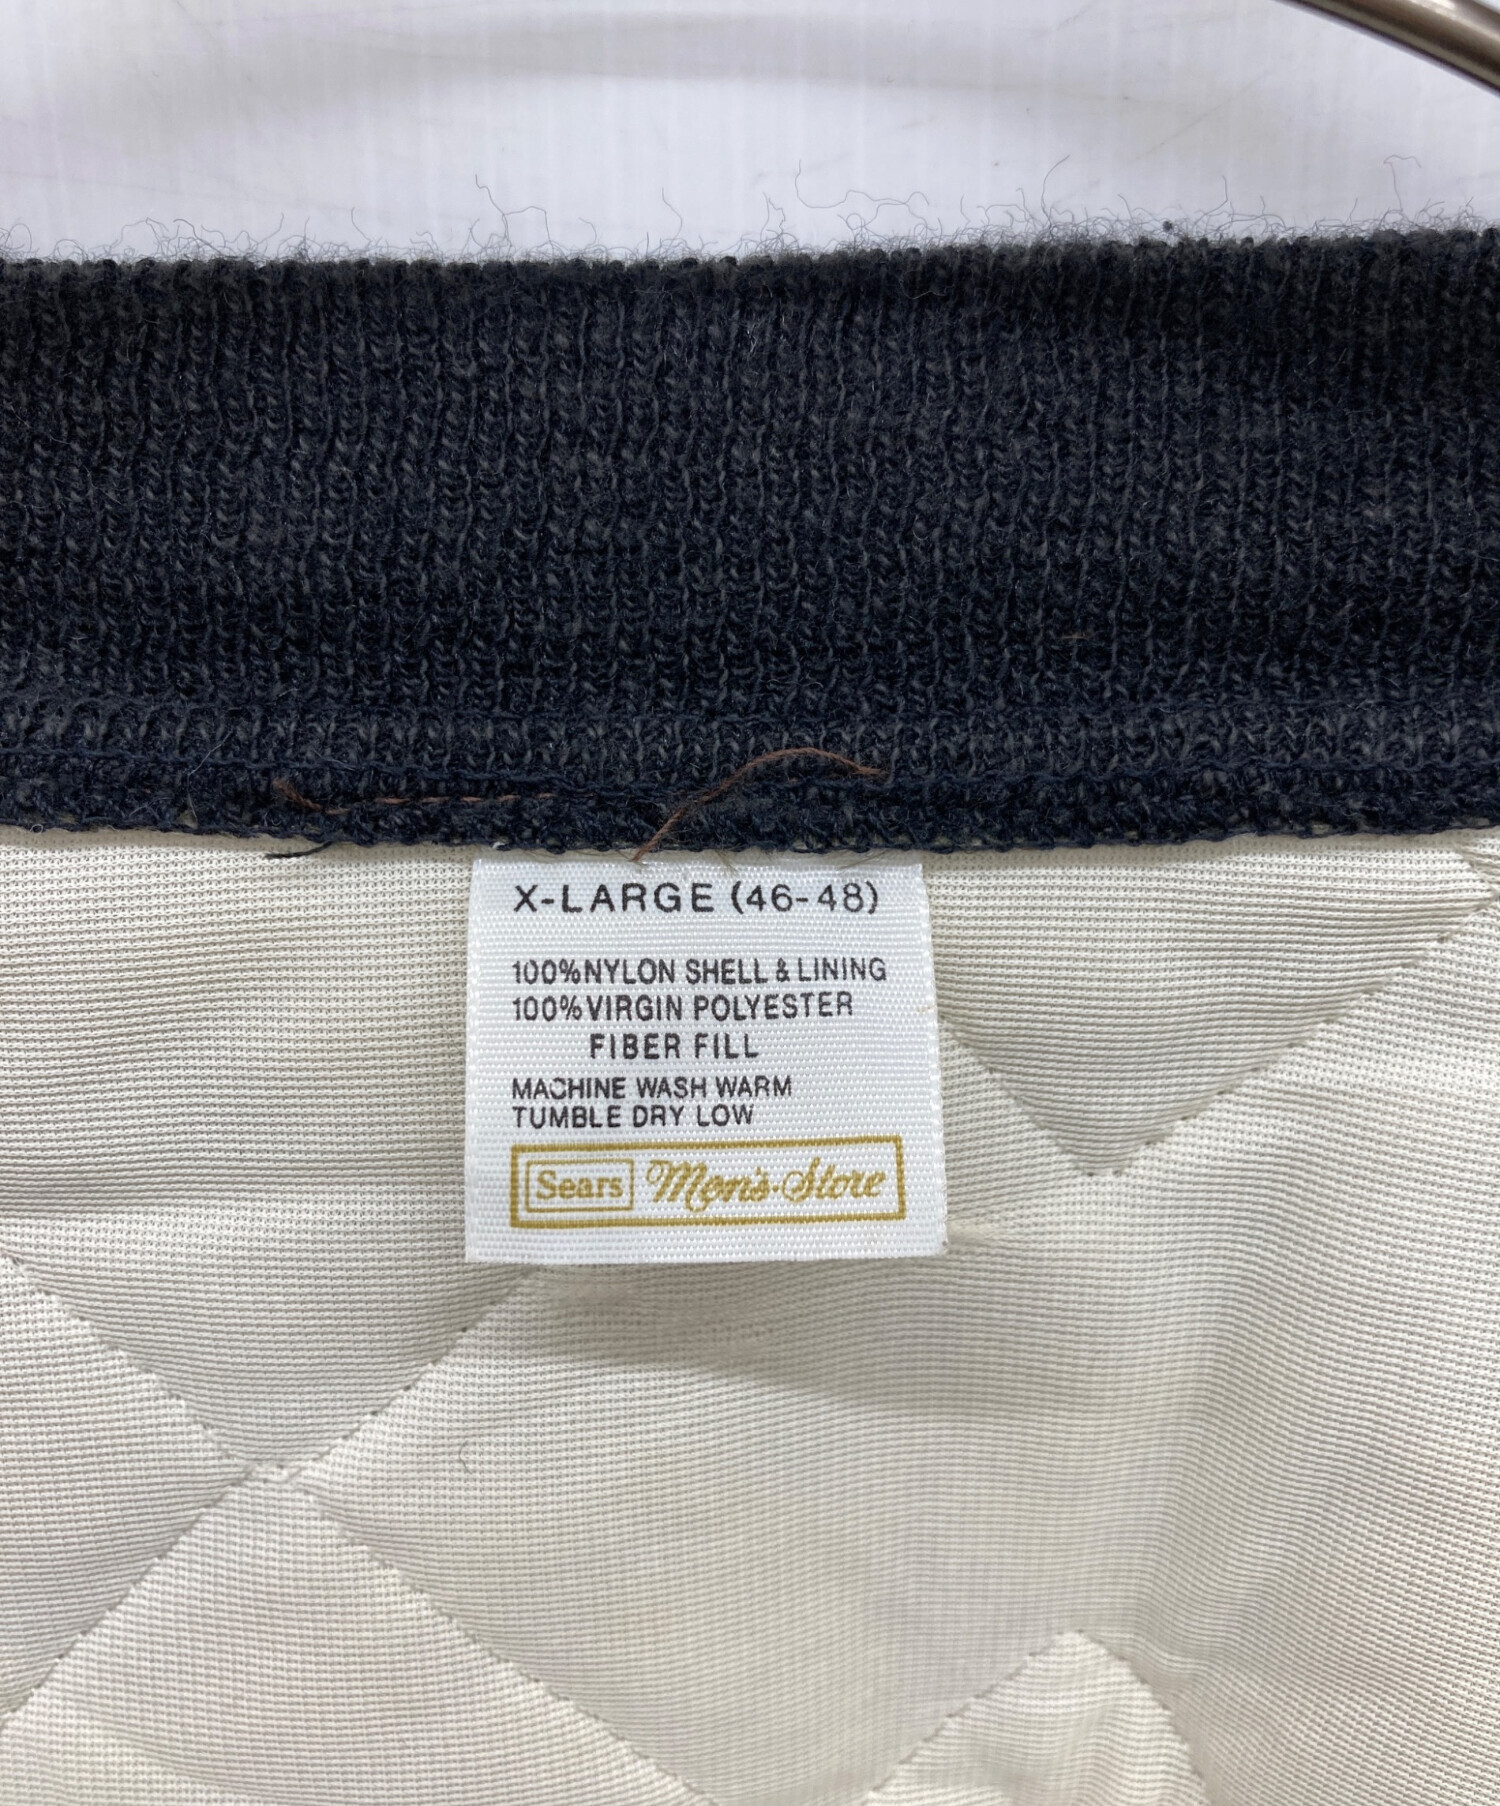 X-LARGE (46-48)
100% NYLON SHELL & LINING
100% VIRGIN POLYESTER
FIBER FILL
MACHINE WASH WARM
TUMBLE DRY LOW
Sears Men's Store